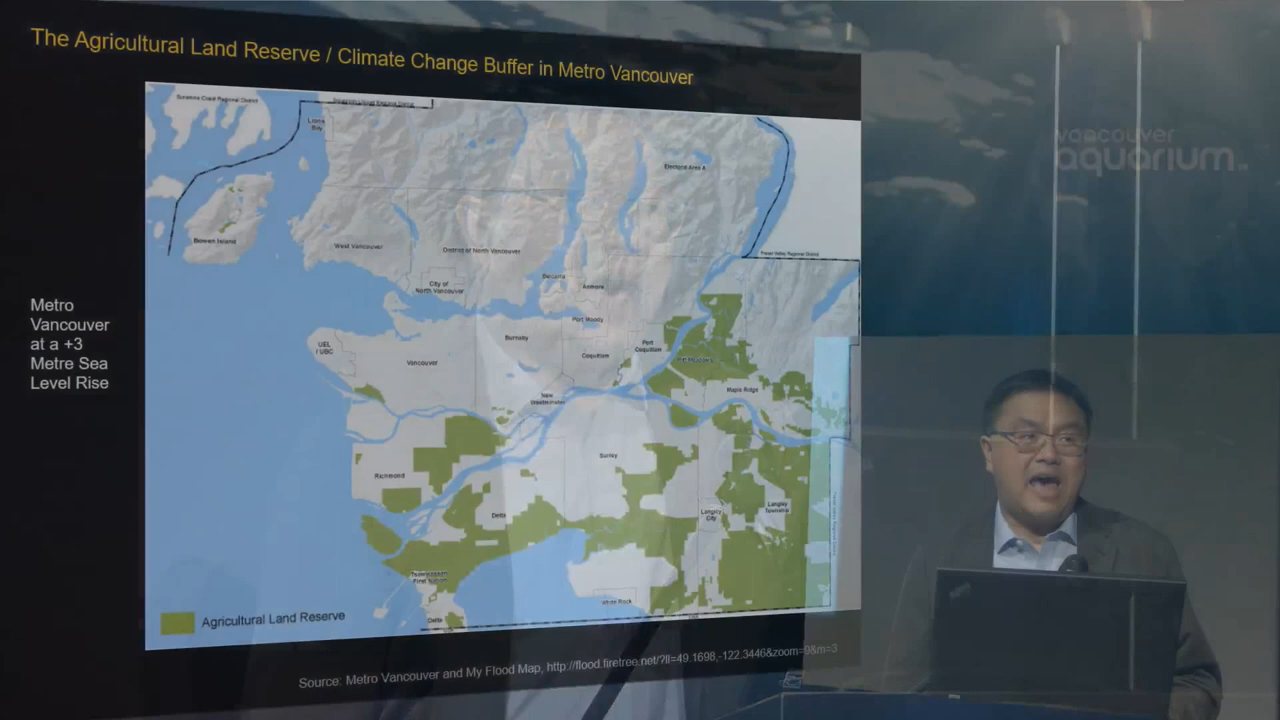 The Agricultural Land Reserve / Climate Change Buffer in Metro Vancouver
vancouver
aquarium
Lions
Bay
Electoral Area A
Bowen Island
West Vancouver
District of North Vancouver
Fraser Valley Regional District
City of
North Vancouver
Belcarra
Anmore
Metro
Vancouver
at a +3
Metre Sea
Level Rise
Port Moody
UEL
/ UBC
Burnaby
Port
Coquitlam
Coquitlam
Vancouver
Pitt Meadows
Maple Ridge
New
Westminster
Surrey
Richmond
Langley
City
Langley
Township
Delta
Tsawwassen
First Nation
White Rock
Delta
Agricultural Land Reserve
Source: Metro Vancouver and My Flood Map, http://flood.firetree.net/?ll=49.1698,-122.3446&zoom=9&m=3